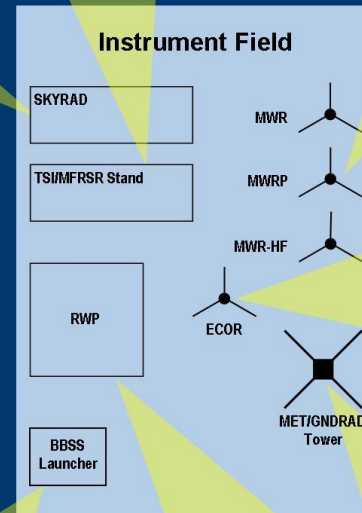 Instrument Field
SKYRAD
MWR
TSI/MFRSR Stand
MWRP
MWR-HF
RWP
ECOR
MET/GNDRAD
Tower
BBSS
Launcher